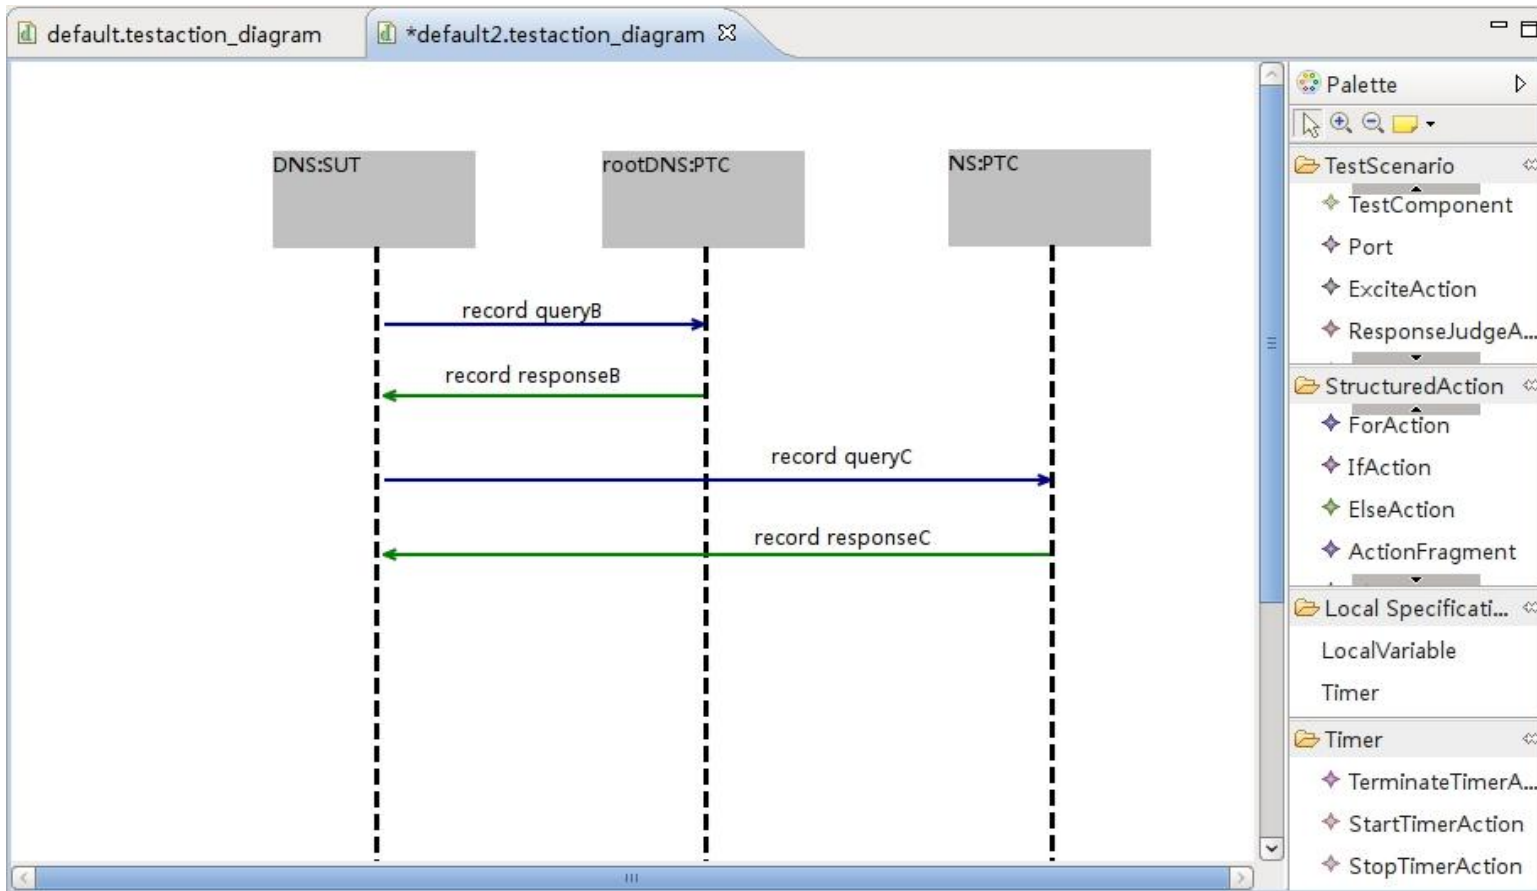 default.testaction_diagram
*default2.testaction_diagram
DNS:SUT
rootDNS:PTC
NS:PTC
record queryB
record responseB
record queryC
record responseC
Palette
TestScenario
TestComponent
Port
ExciteAction
ResponseJudgeA...
StructuredAction
ForAction
IfAction
ElseAction
ActionFragment
Local Specificati...
LocalVariable
Timer
Timer
TerminateTimerA...
StartTimerAction
StopTimerAction